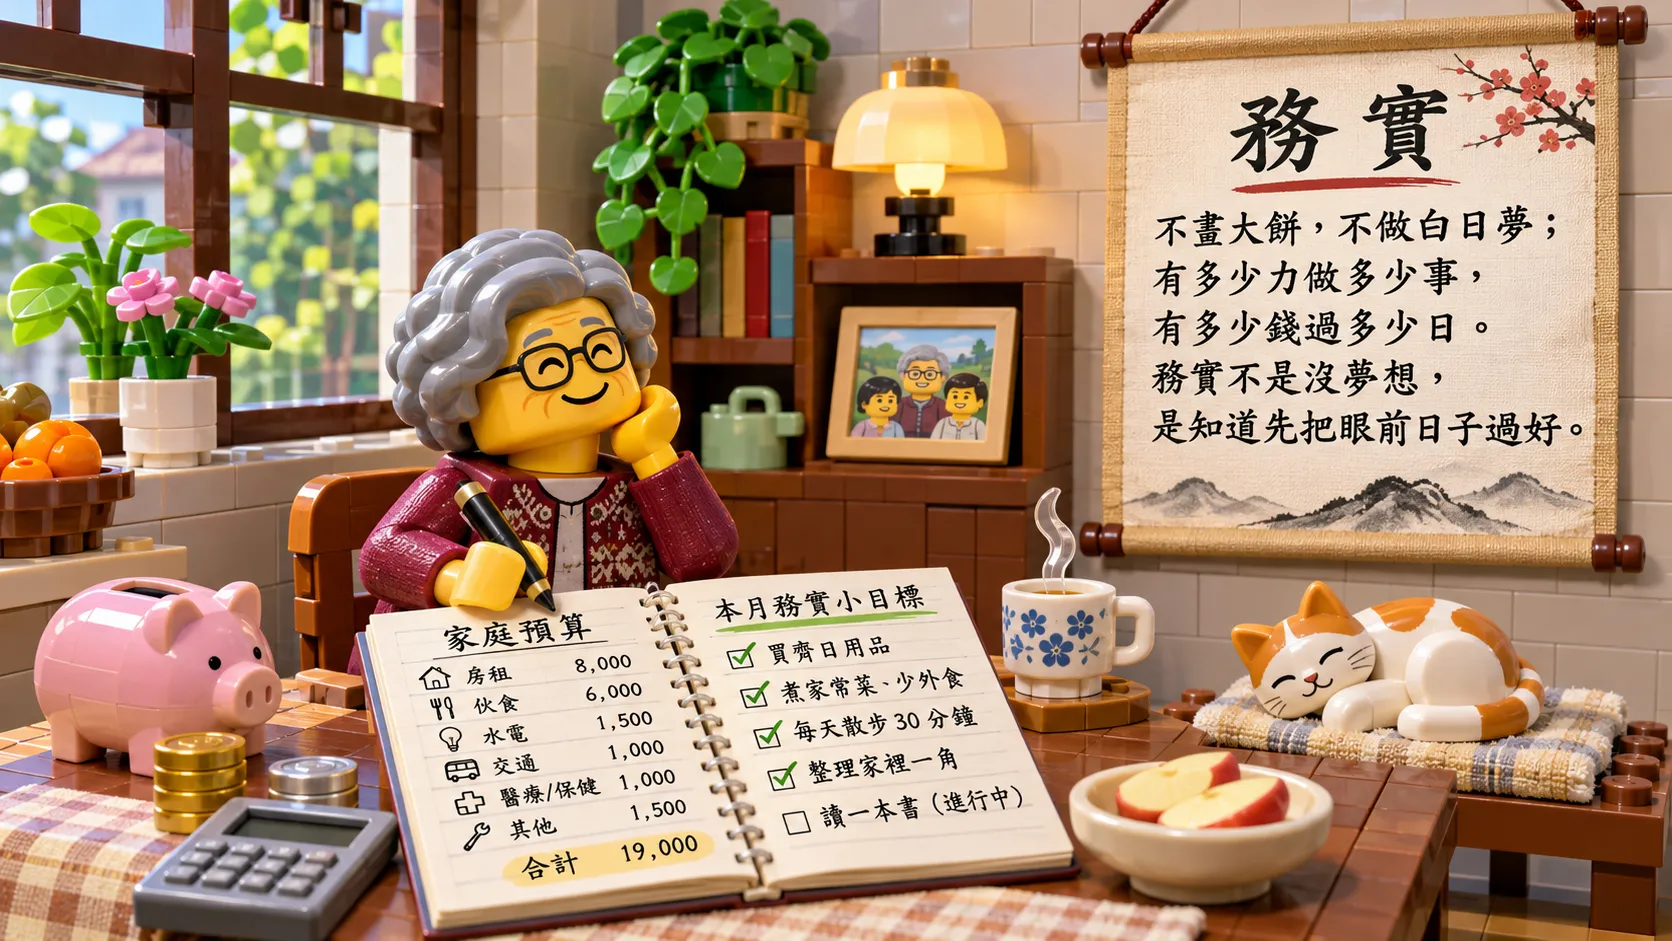 務實
不畫大餅，不做白日夢；
有多少力做多少事，
有多少錢過多少日。
務實不是沒夢想，
是知道先把眼前日子過好。
家庭預算
房租 8,000
伙食 6,000
水電 1,500
交通 1,000
醫療/保健 1,000
其他 1,500
合計 19,000
本月務實小目標
買齊日用品
煮家常菜、少外食
每天散步30分鐘
整理家裡一角
讀一本書（進行中）